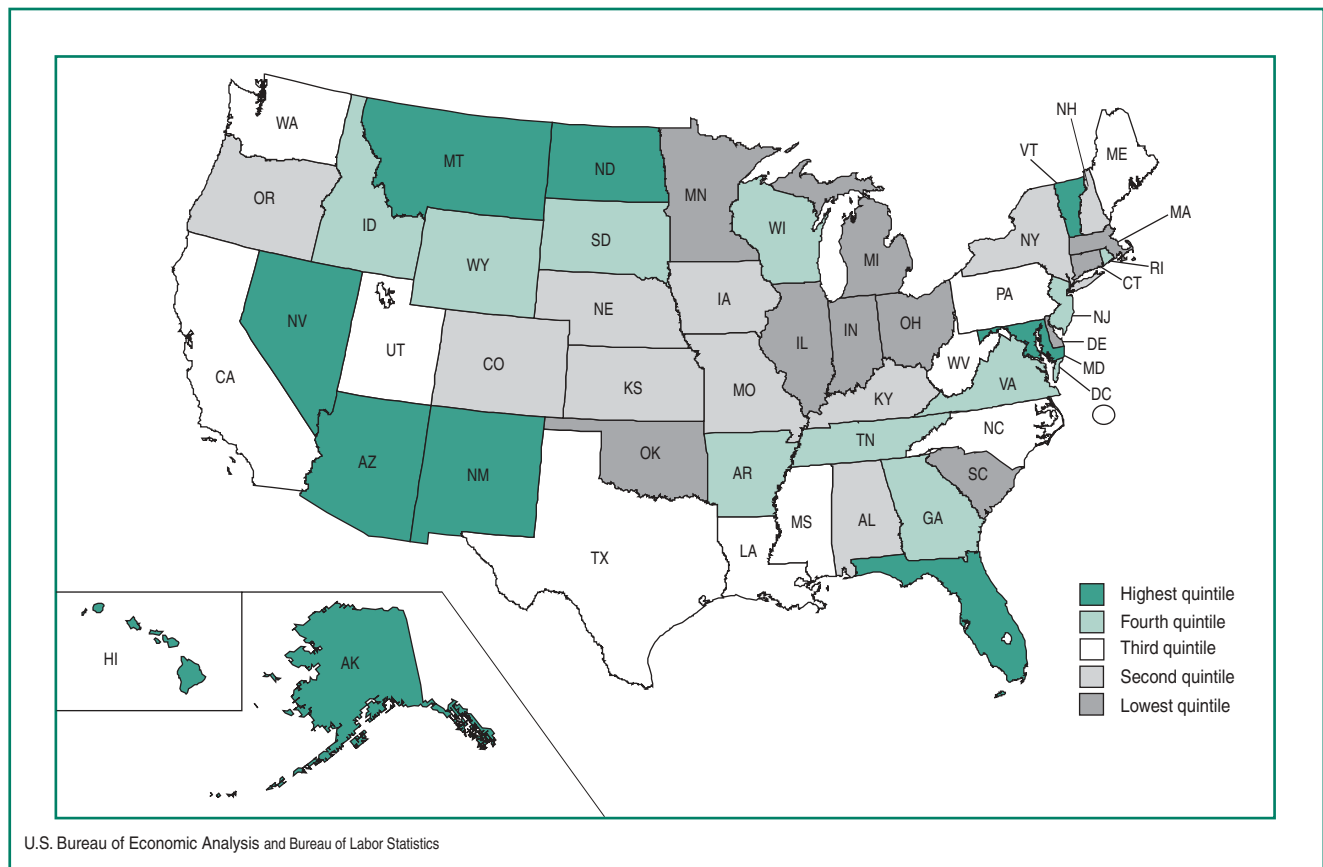 WA
MT
ND
MN
OR
ID
WY
SD
WI
MI
NH
VT
ME
NY
MA
RI
CT
NV
UT
CA
CO
NE
IA
IL
IN
OH
PA
NJ
DE
MD
DC
WV
VA
KS
MO
KY
AZ
NM
OK
AR
TN
NC
SC
TX
LA
MS
AL
GA
HI
AK
Highest quintile
Fourth quintile
Third quintile
Second quintile
Lowest quintile
U.S. Bureau of Economic Analysis and Bureau of Labor Statistics